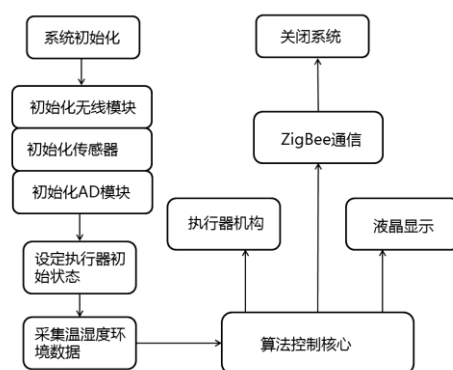 系统初始化
初始化无线模块
初始化传感器
初始化AD模块
设定执行器初
始状态
采集温湿度环
境数据
关闭系统
ZigBee通信
执行器机构
液晶显示
算法控制核心